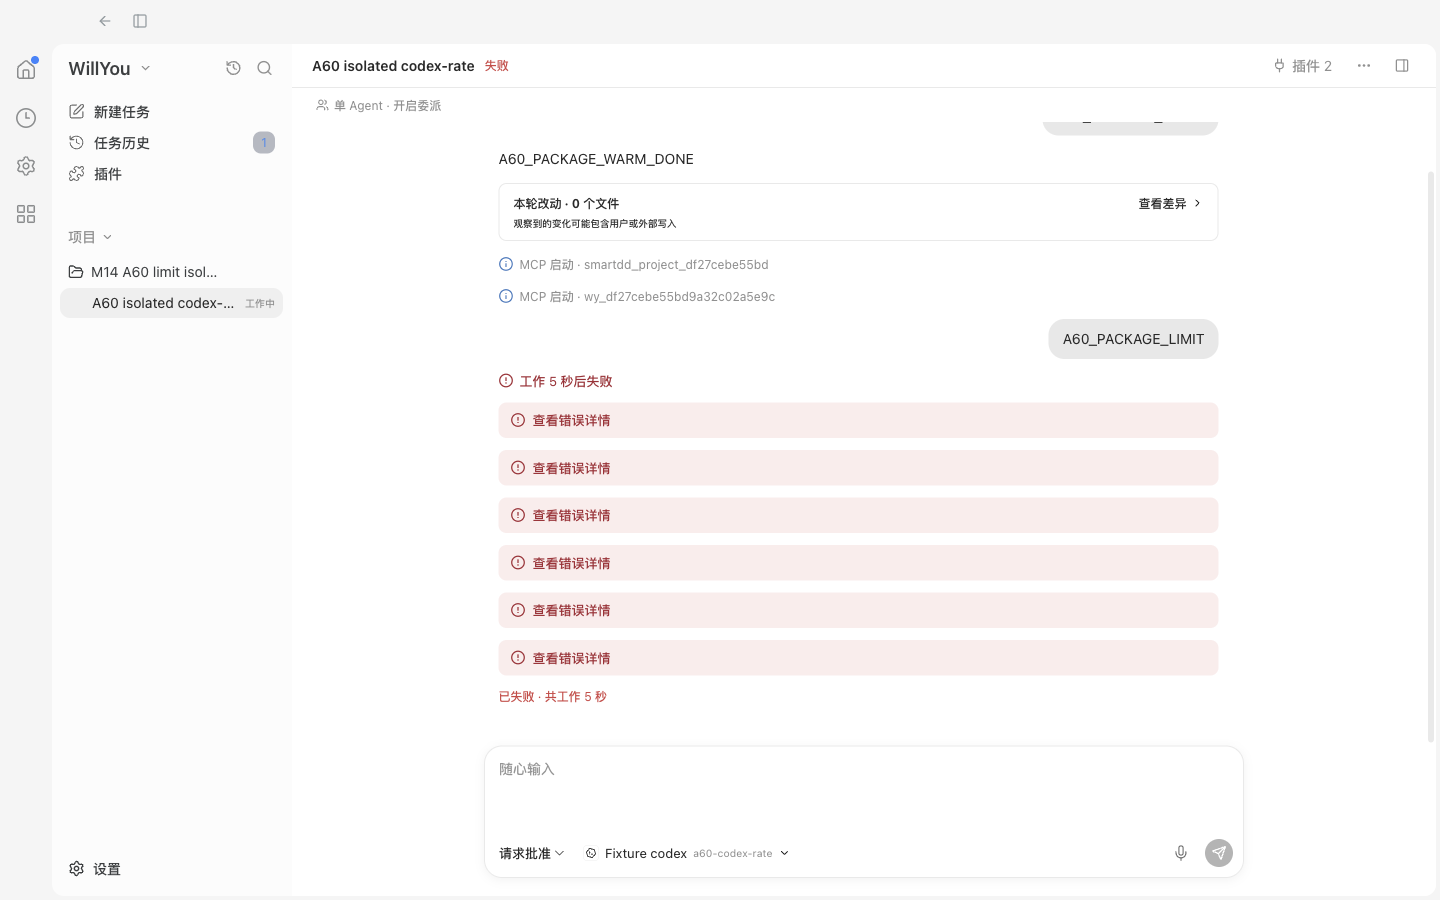 WillYou
新建任务
任务历史
1
插件
项目
M14 A60 limit isol...
A60 isolated codex-...
工作中
设置
A60 isolated codex-rate
失败
插件 2
单 Agent · 开启委派
A60_PACKAGE_WARM_DONE
本轮改动 · 0 个文件
查看差异
观察到的变化可能包含用户或外部写入
MCP 启动 · smartdd_project_df27cebe55bd
MCP 启动 · wy_df27cebe55bd9a32c02a5e9c
A60_PACKAGE_LIMIT
工作 5 秒后失败
查看错误详情
查看错误详情
查看错误详情
查看错误详情
查看错误详情
查看错误详情
已失败 · 共工作 5 秒
随心输入
请求批准
Fixture codex a60-codex-rate